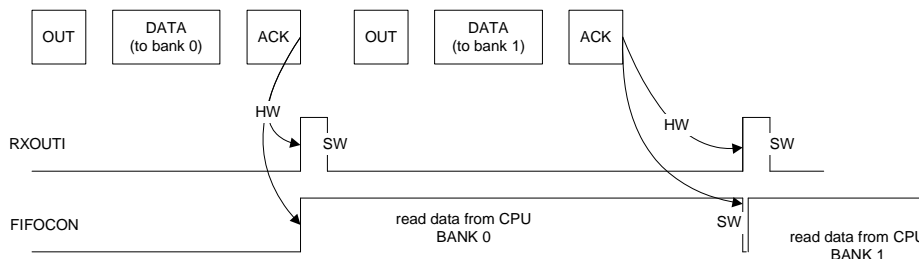 OUT
DATA
(to bank 0)
ACK
OUT
DATA
(to bank 1)
ACK
HW
HW
RXOUTI
SW
SW
FIFOCON
read data from CPU
BANK 0
SW
read data from CPU
BANK 1